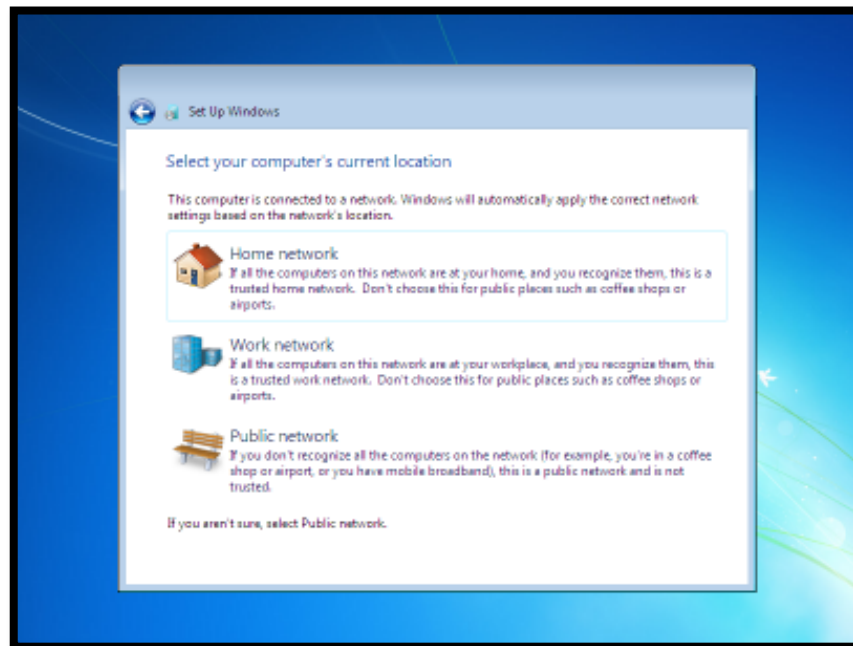 Set Up Windows
Select your computer's current location
This computer is connected to a network. Windows will automatically apply the correct network
settings based on the network's location.
Home network
If all the computers on this network are at your home, and you recognize them, this is a
trusted home network. Don't choose this for public places such as coffee shops or
airports.
Work network
If all the computers on this network are at your workplace, and you recognize them, this
is a trusted work network. Don't choose this for public places such as coffee shops or
airports.
Public network
If you don't recognize all the computers on the network (for example, you're in a coffee
shop or airport, or you have mobile broadband), this is a public network and is not
trusted.
If you aren't sure, select Public network.